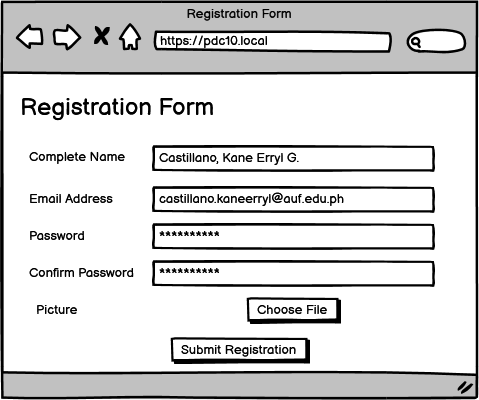 Registration Form
https://pdc10.local
Registration Form
Complete Name Castillano, Kane Erryl G.
Email Address castillano.kaneerryl@auf.edu.ph
Password **********
Confirm Password **********
Picture Choose File
Submit Registration